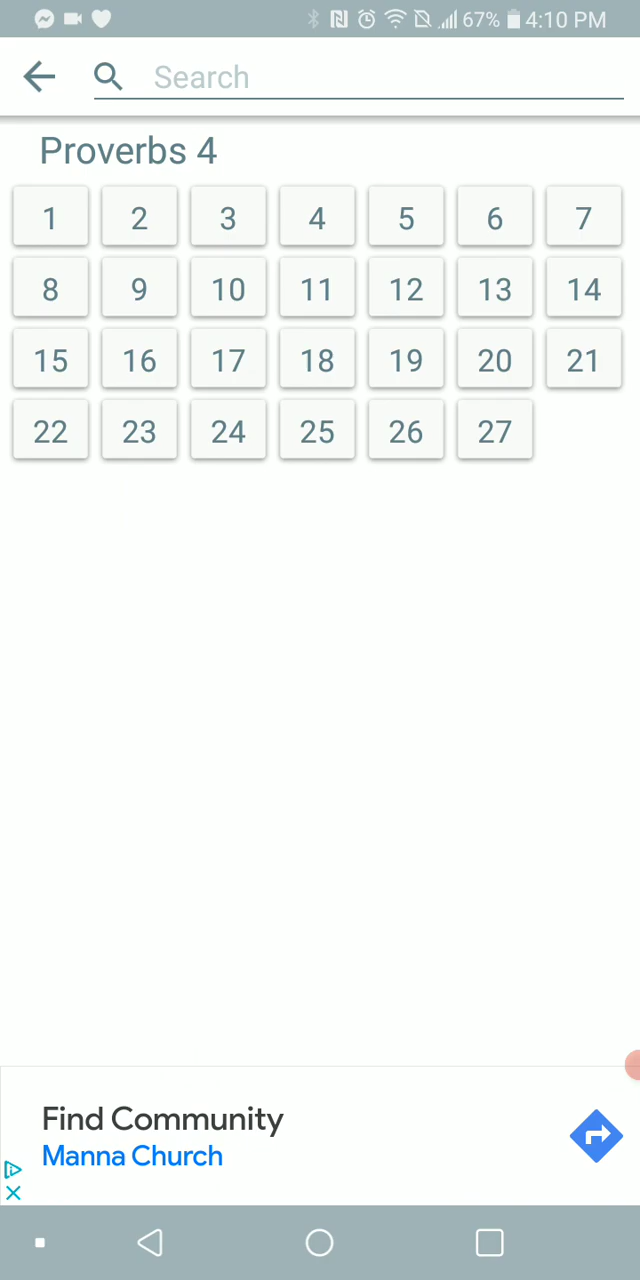 67% 4:10 PM
Search
Proverbs 4
1 2 3 4 5 6 7
8 9 10 11 12 13 14
15 16 17 18 19 20 21
22 23 24 25 26 27
Find Community
Manna Church